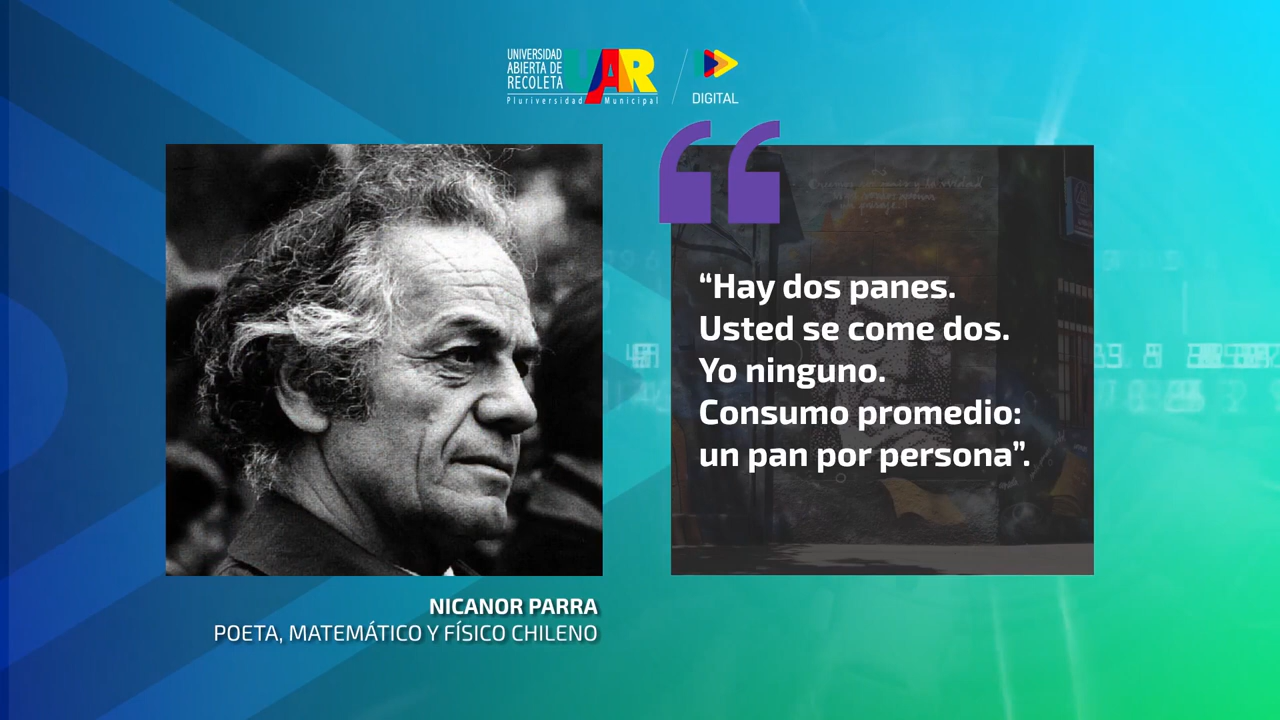 UNIVERSIDAD
ABIERTA DE
RECOLETA
UAR
Pluriversidad Municipal
DIGITAL
“Hay dos panes.
Usted se come dos.
Yo ninguno.
Consumo promedio:
un pan por persona”.
NICANOR PARRA
POETA, MATEMÁTICO Y FÍSICO CHILENO